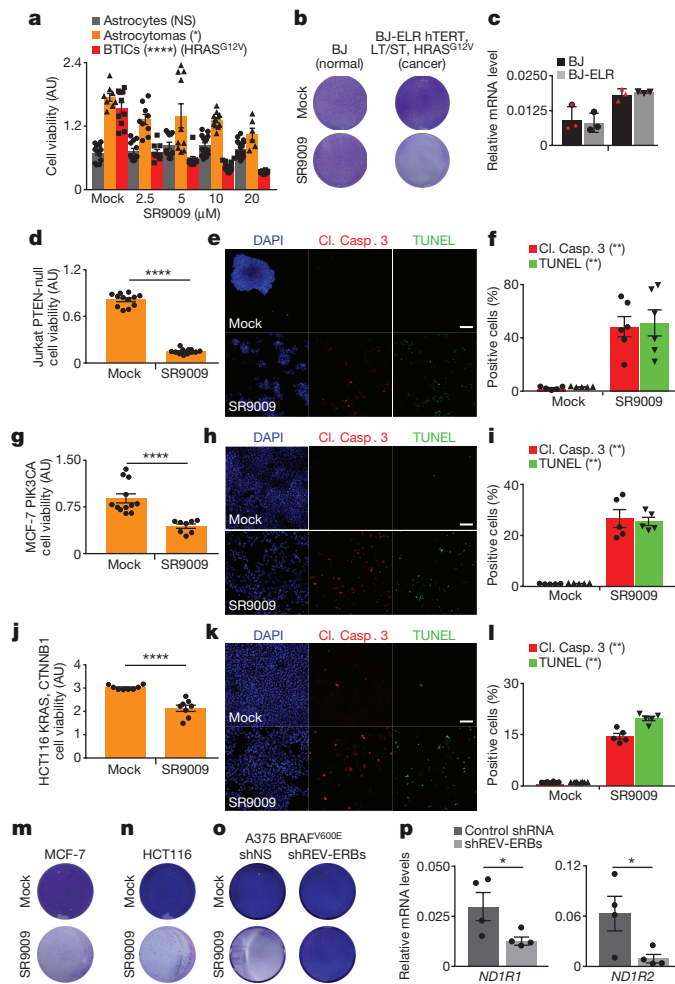 a
Astrocytes (NS)
Astrocytomas (*)
BTICs (****) (HRASG12V)
Cell viability (AU)
1.8
1.2
0.6
0
Mock 2.5 5 10 20
SR9009 (μM)
b
BJ
(normal)
BJ-ELR hTERT,
LT/ST, HRASG12V
(cancer)
Mock
SR9009
c
BJ
BJ-ELR
Relative mRNA level
0.0250
0.0125
0
d
Jurkat PTEN-null
cell viability (AU)
1.2
0.6
0
****
Mock SR9009
e
DAPI Cl. Casp. 3 TUNEL
Mock
SR9009
f
Cl. Casp. 3 (**)
TUNEL (**)
Positive cells (%)
80
40
0
Mock SR9009
g
MCF-7 PIK3CA
cell viability (AU)
1.50
0.75
0
****
Mock SR9009
h
DAPI Cl. Casp. 3 TUNEL
Mock
SR9009
i
Cl. Casp. 3 (**)
TUNEL (**)
Positive cells (%)
40
20
0
Mock SR9009
j
HCT116 KRAS, CTNNB1
cell viability (AU)
4
3
2
1
0
****
Mock SR9009
k
DAPI Cl. Casp. 3 TUNEL
Mock
SR9009
l
Cl. Casp. 3 (**)
TUNEL (**)
Positive cells (%)
30
15
0
Mock SR9009
m
MCF-7
Mock
SR9009
n
HCT116
Mock
SR9009
o
A375 BRAFV600E
shNS shREV-ERBs
Mock
SR9009
p
Control shRNA
shREV-ERBs
Relative mRNA levels
0.05
0.025
0
*
ND1R1
0.12
0.06
0
*
ND1R2